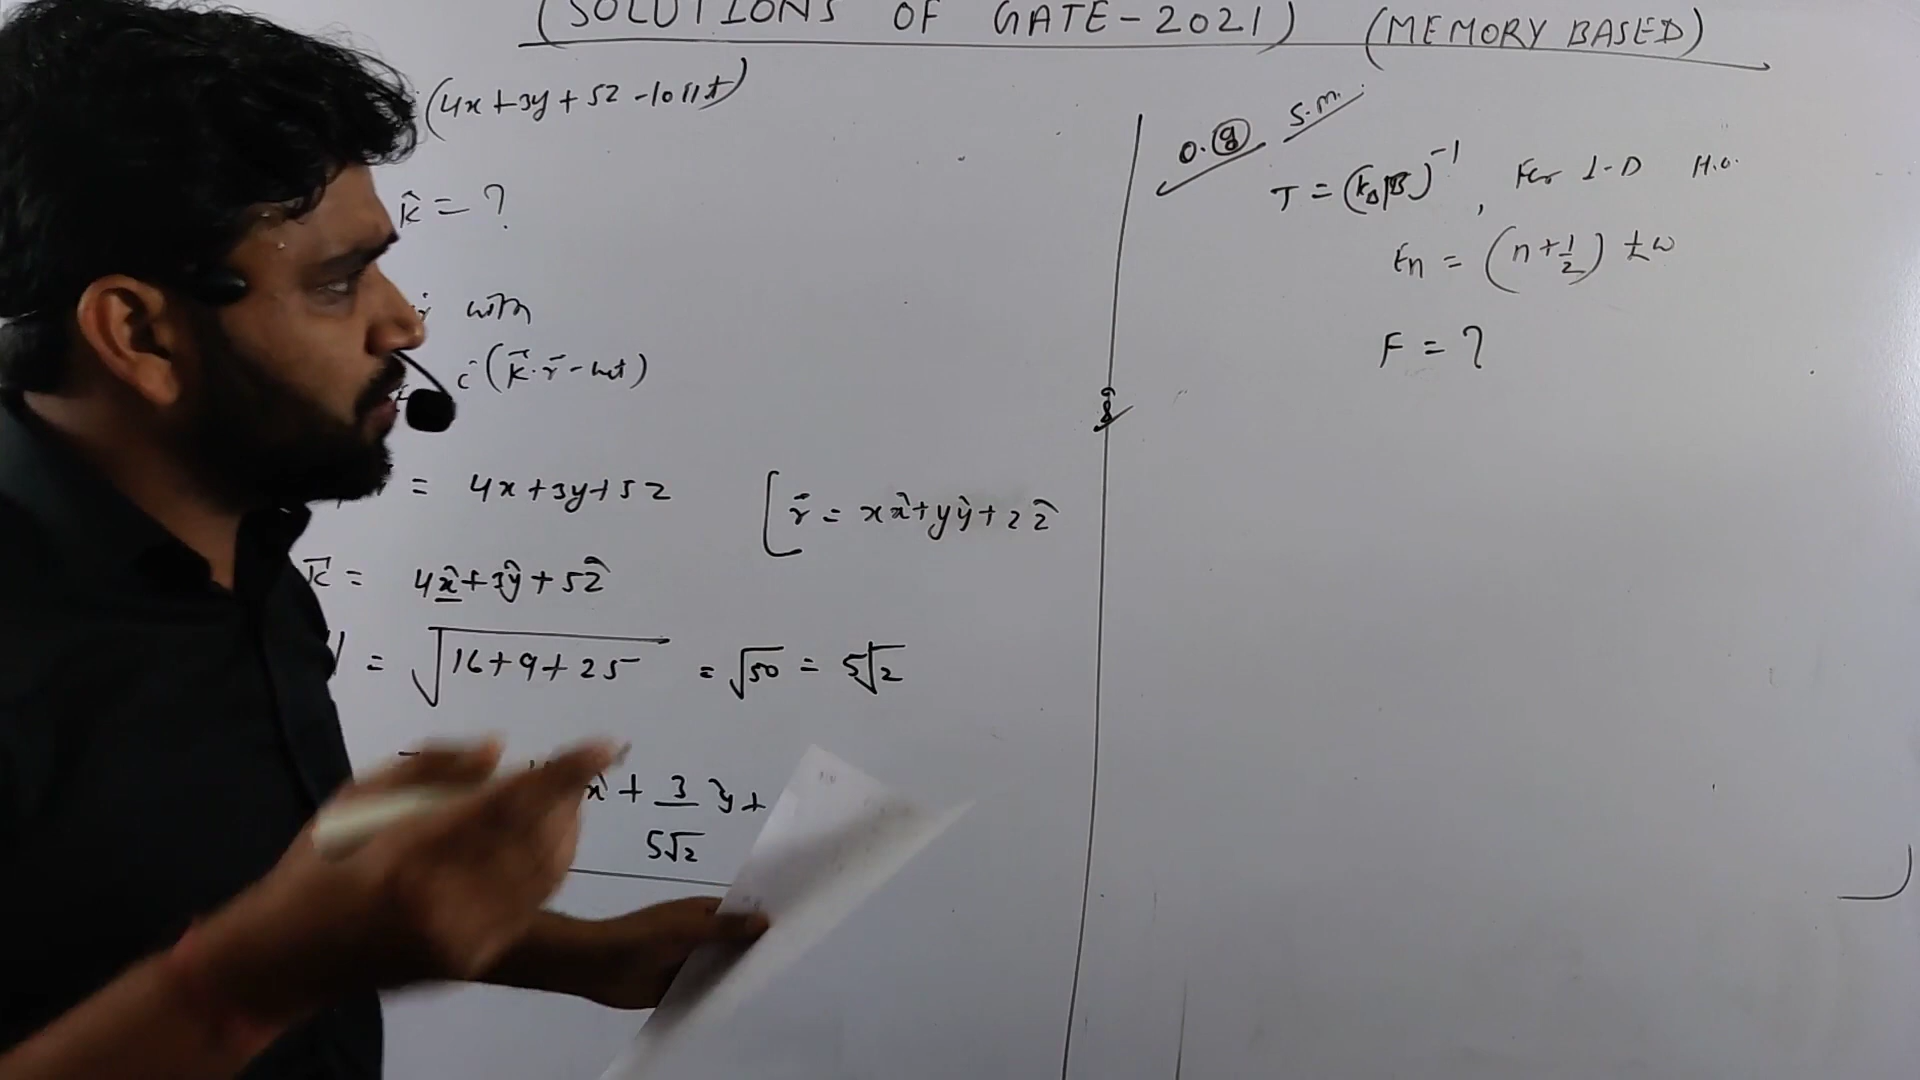 (SOLUTIONS OF GATE-2021) (MEMORY BASED)
(4x+3y+5z-10πt)
k̂ = ?
with
i(k⃗·r⃗-ωt)
= 4x+3y+5z
[r⃗ = xx̂+yŷ+zẑ
k⃗ = 4x̂+3ŷ+5ẑ
= √16+9+25 = √50 = 5√2
x̂ + 3/5√2 ŷ+
Q.8 S.M.
T = (k_Bβ)⁻¹, For 1-D H.O.
En = (n+1/2) ħω
F = ?